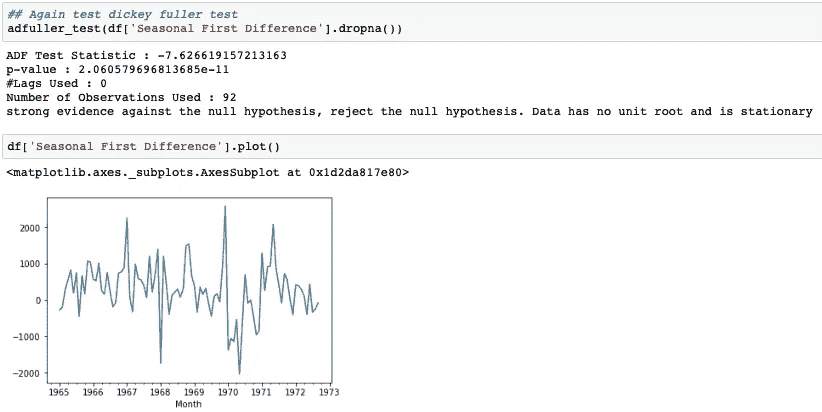 ## Again test dickey fuller test
adfuller_test(df['Seasonal First Difference'].dropna())
ADF Test Statistic : -7.626619157213163
p-value : 2.060579696813685e-11
#Lags Used : 0
Number of Observations Used : 92
strong evidence against the null hypothesis, reject the null hypothesis. Data has no unit root and is stationary
df['Seasonal First Difference'].plot()
<matplotlib.axes._subplots.AxesSubplot at 0x1d2da817e80>
2000
1000
0
−1000
−2000
1965 1966 1967 1968 1969 1970 1971 1972 1973
Month